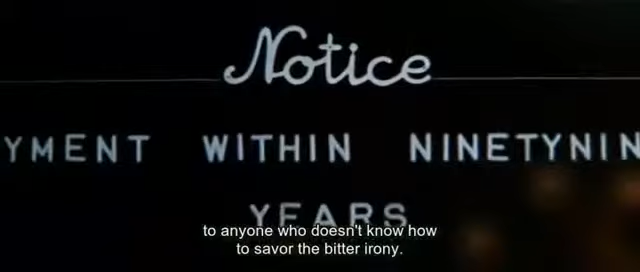 Notice
YMENT WITHIN NINETYNIN
YEARS
to anyone who doesn't know how
to savor the bitter irony.